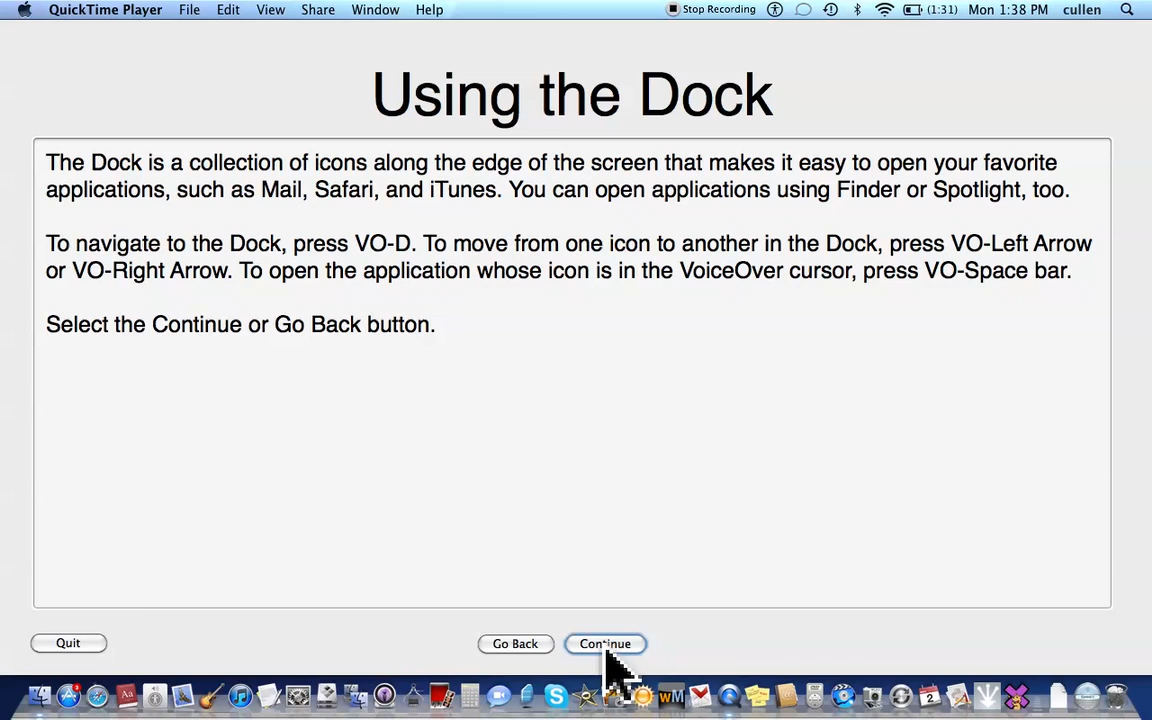 QuickTime Player File Edit View Share Window Help Stop Recording (1:31) Mon 1:38 PM cullen
Using the Dock
The Dock is a collection of icons along the edge of the screen that makes it easy to open your favorite
applications, such as Mail, Safari, and iTunes. You can open applications using Finder or Spotlight, too.
To navigate to the Dock, press VO-D. To move from one icon to another in the Dock, press VO-Left Arrow
or VO-Right Arrow. To open the application whose icon is in the VoiceOver cursor, press VO-Space bar.
Select the Continue or Go Back button.
Quit Go Back Continue
3 Aa wM 2